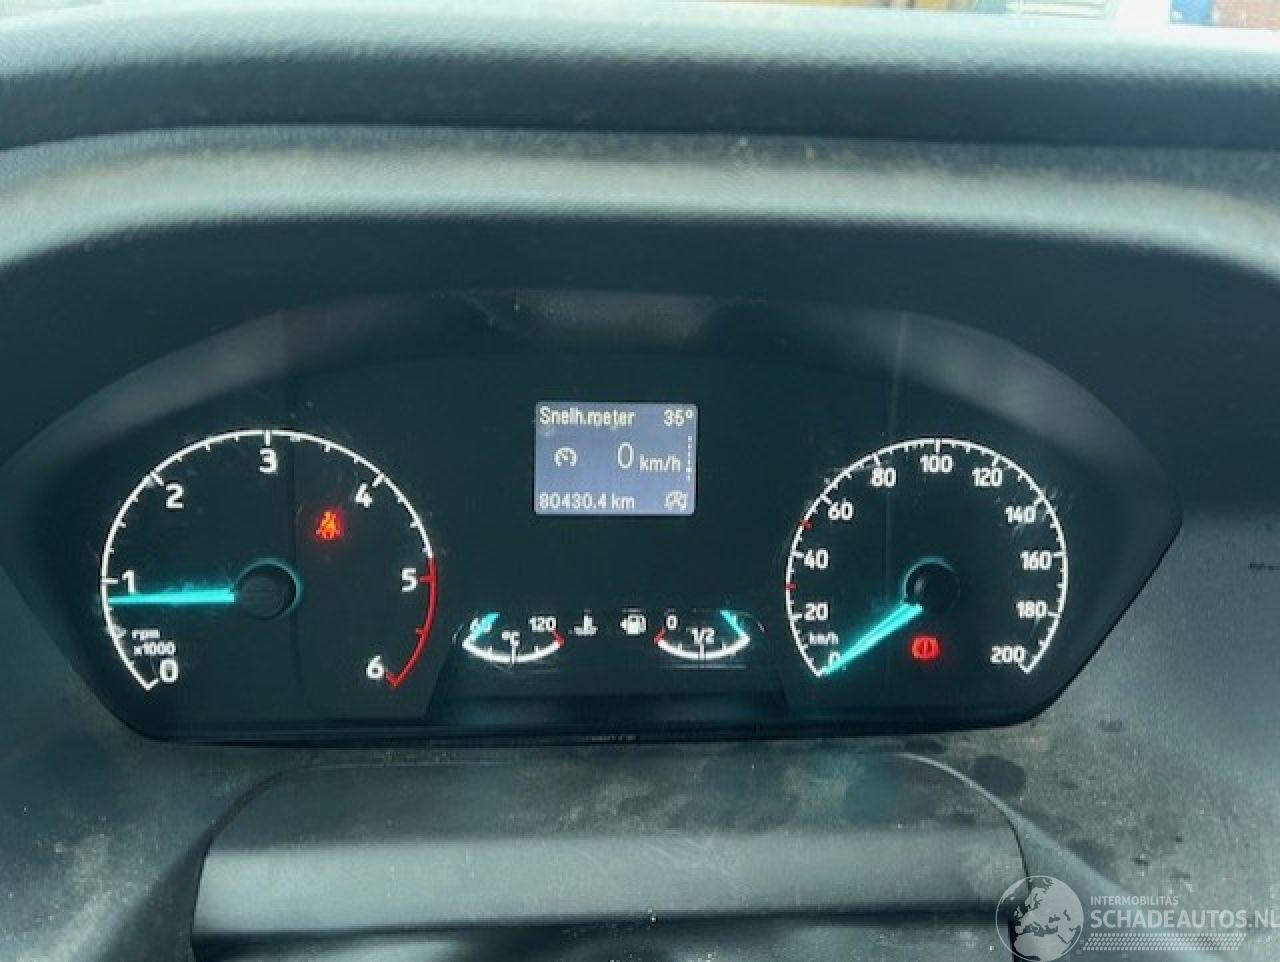 Snelh.meter 35°
0 km/h
80430.4 km
0
1
2
3
4
5
6
rpm
x1000
60 120
°C
0 1/2
0
20
40
60
80
100
120
140
160
180
200
km/h
INTERMOBILITAS
SCHADEAUTOS.NL